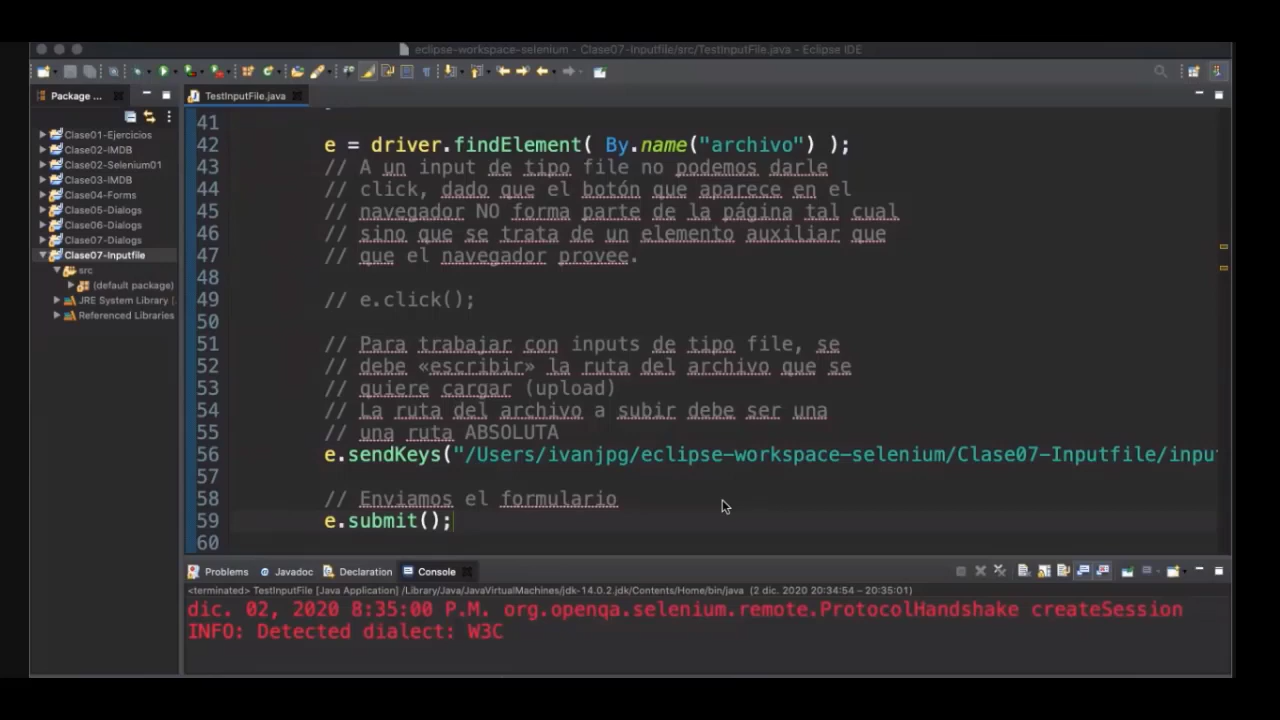 eclipse-workspace-selenium - Clase07-Inputfile/src/TestInputFile.java - Eclipse IDE
Package ...
TestInputFile.java
Clase01-Ejercicios
Clase02-IMDB
Clase02-Selenium01
Clase03-IMDB
Clase04-Forms
Clase05-Dialogs
Clase06-Dialogs
Clase07-Dialogs
Clase07-Inputfile
src
(default package)
JRE System Library [
Referenced Libraries
41
42 e = driver.findElement( By.name("archivo") );
43 // A un input de tipo file no podemos darle
44 // click, dado que el botón que aparece en el
45 // navegador NO forma parte de la página tal cual
46 // sino que se trata de un elemento auxiliar que
47 // que el navegador provee.
48
49 // e.click();
50
51 // Para trabajar con inputs de tipo file, se
52 // debe «escribir» la ruta del archivo que se
53 // quiere cargar (upload)
54 // La ruta del archivo a subir debe ser una
55 // una ruta ABSOLUTA
56 e.sendKeys("/Users/ivanjpg/eclipse-workspace-selenium/Clase07-Inputfile/inpu
57
58 // Enviamos el formulario
59 e.submit();
60
Problems Javadoc Declaration Console
<terminated> TestInputFile [Java Application] /Library/Java/JavaVirtualMachines/jdk-14.0.2.jdk/Contents/Home/bin/java (2 dic. 2020 20:34:54 – 20:35:01)
dic. 02, 2020 8:35:00 P.M. org.openqa.selenium.remote.ProtocolHandshake createSession
INFO: Detected dialect: W3C